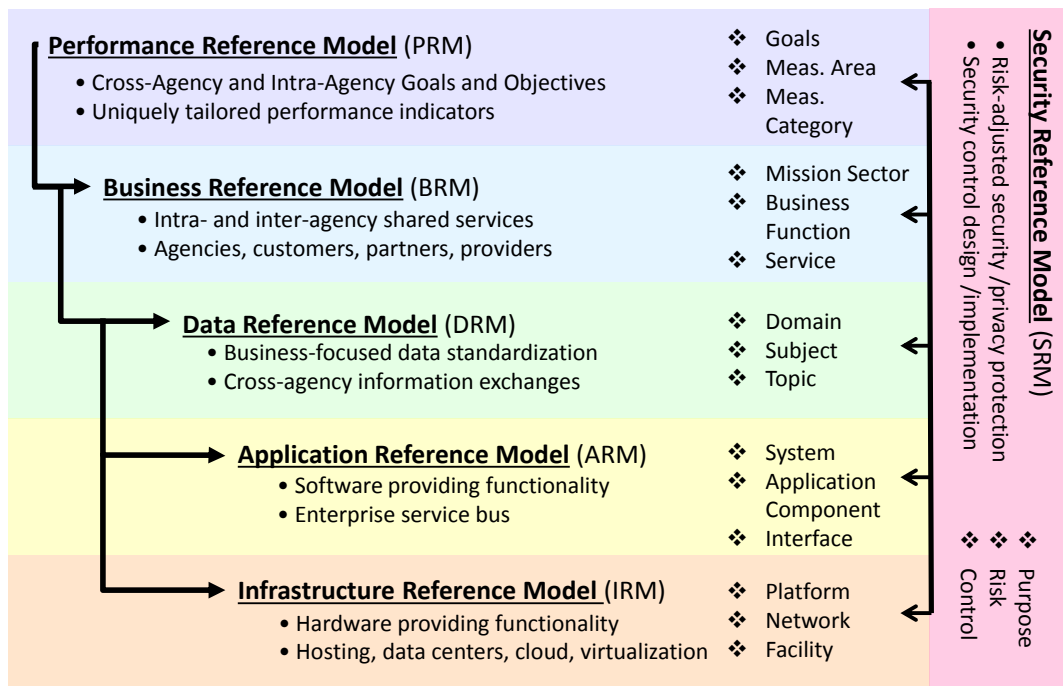 Performance Reference Model (PRM)
• Cross-Agency and Intra-Agency Goals and Objectives
• Uniquely tailored performance indicators
❖ Goals
❖ Meas. Area
❖ Meas.
Category
Business Reference Model (BRM)
• Intra- and inter-agency shared services
• Agencies, customers, partners, providers
❖ Mission Sector
❖ Business
Function
❖ Service
Data Reference Model (DRM)
• Business-focused data standardization
• Cross-agency information exchanges
❖ Domain
❖ Subject
❖ Topic
Application Reference Model (ARM)
• Software providing functionality
• Enterprise service bus
❖ System
❖ Application
Component
❖ Interface
Infrastructure Reference Model (IRM)
• Hardware providing functionality
• Hosting, data centers, cloud, virtualization
❖ Platform
❖ Network
❖ Facility
Security Reference Model (SRM)
• Risk-adjusted security /privacy protection
• Security control design /implementation
❖ Purpose
❖ Risk
❖ Control